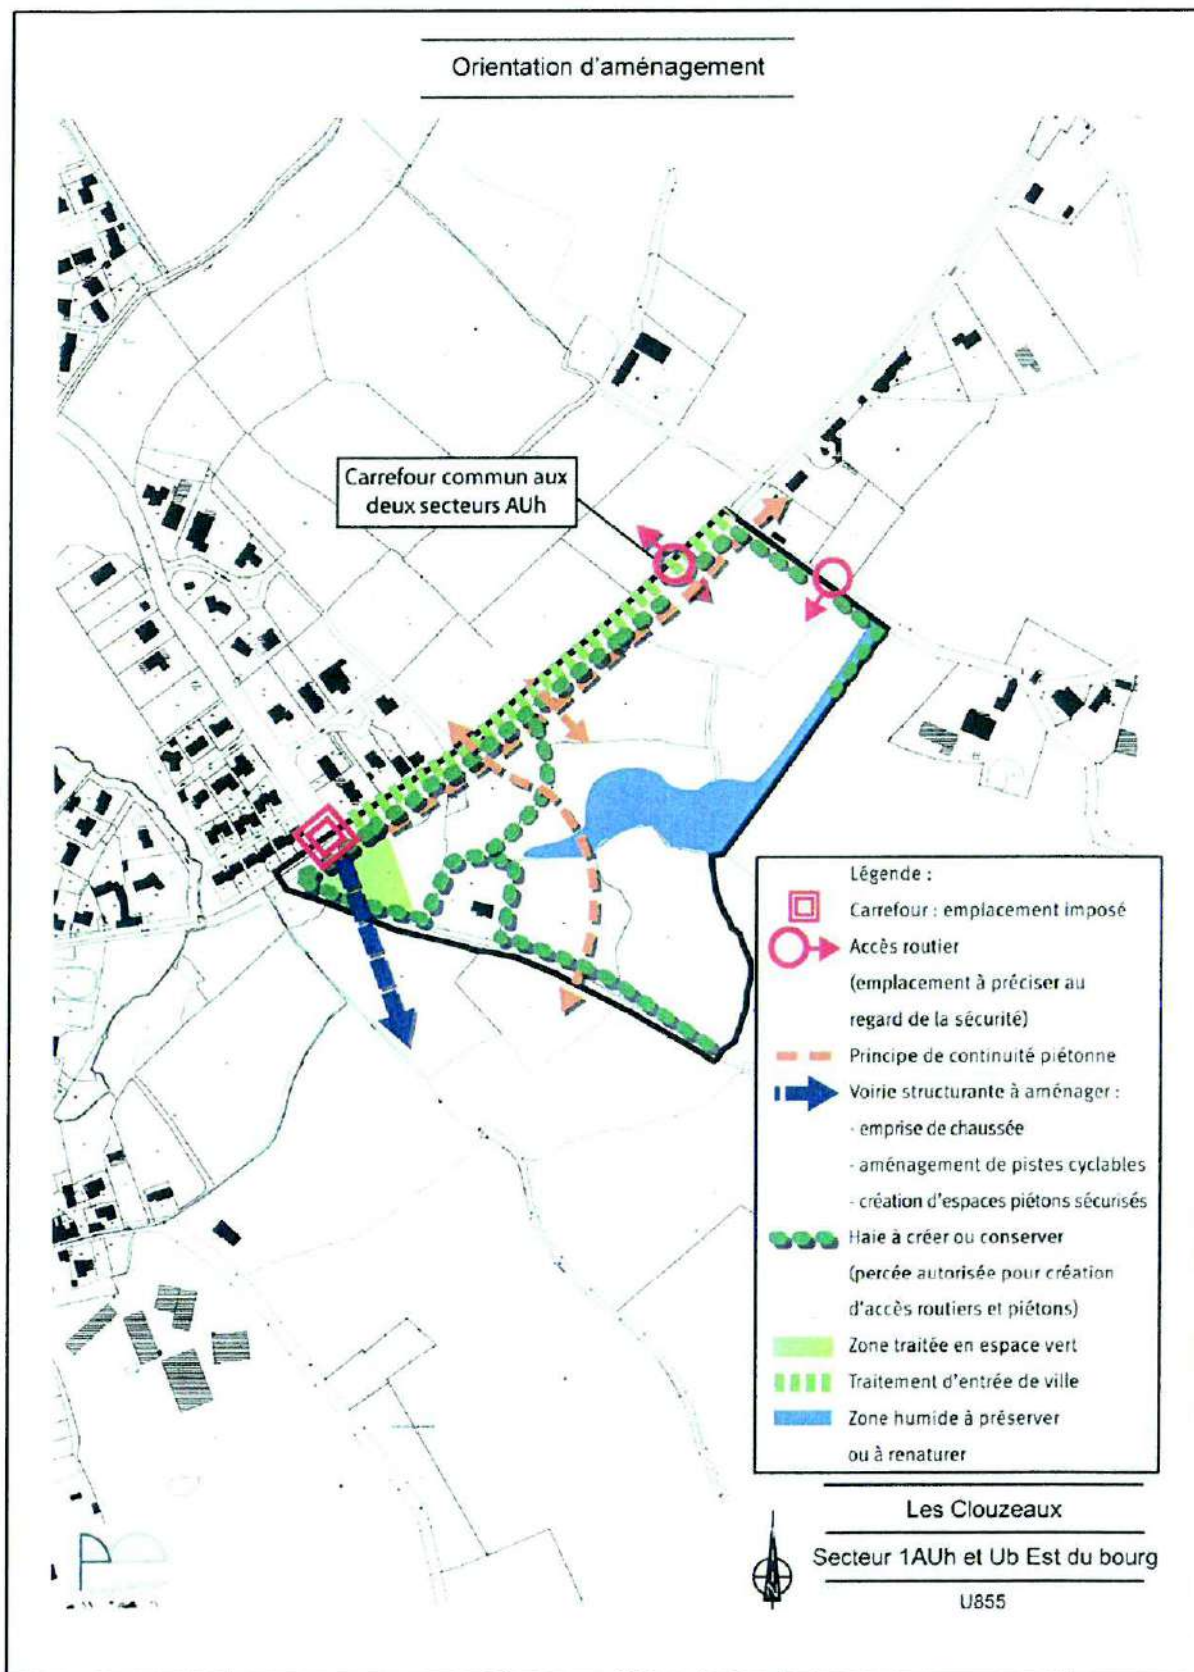 Orientation d'aménagement
Carrefour commun aux
deux secteurs AUh
Légende :
Carrefour : emplacement imposé
Accès routier
(emplacement à préciser au
regard de la sécurité)
Principe de continuité piétonne
Voirie structurante à aménager :
- emprise de chaussée
- aménagement de pistes cyclables
- création d'espaces piétons sécurisés
Haie à créer ou conserver
(percée autorisée pour création
d'accès routiers et piétons)
Zone traitée en espace vert
Traitement d'entrée de ville
Zone humide à préserver
ou à renaturer
Les Clouzeaux
Secteur 1AUh et Ub Est du bourg
U855
N